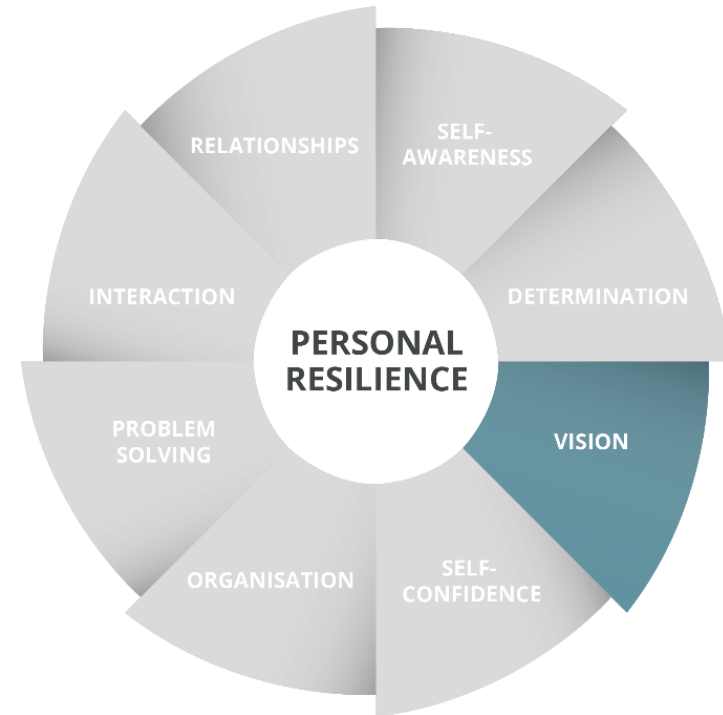 PERSONAL
RESILIENCE
SELF-
AWARENESS
DETERMINATION
VISION
SELF-
CONFIDENCE
ORGANISATION
PROBLEM
SOLVING
INTERACTION
RELATIONSHIPS